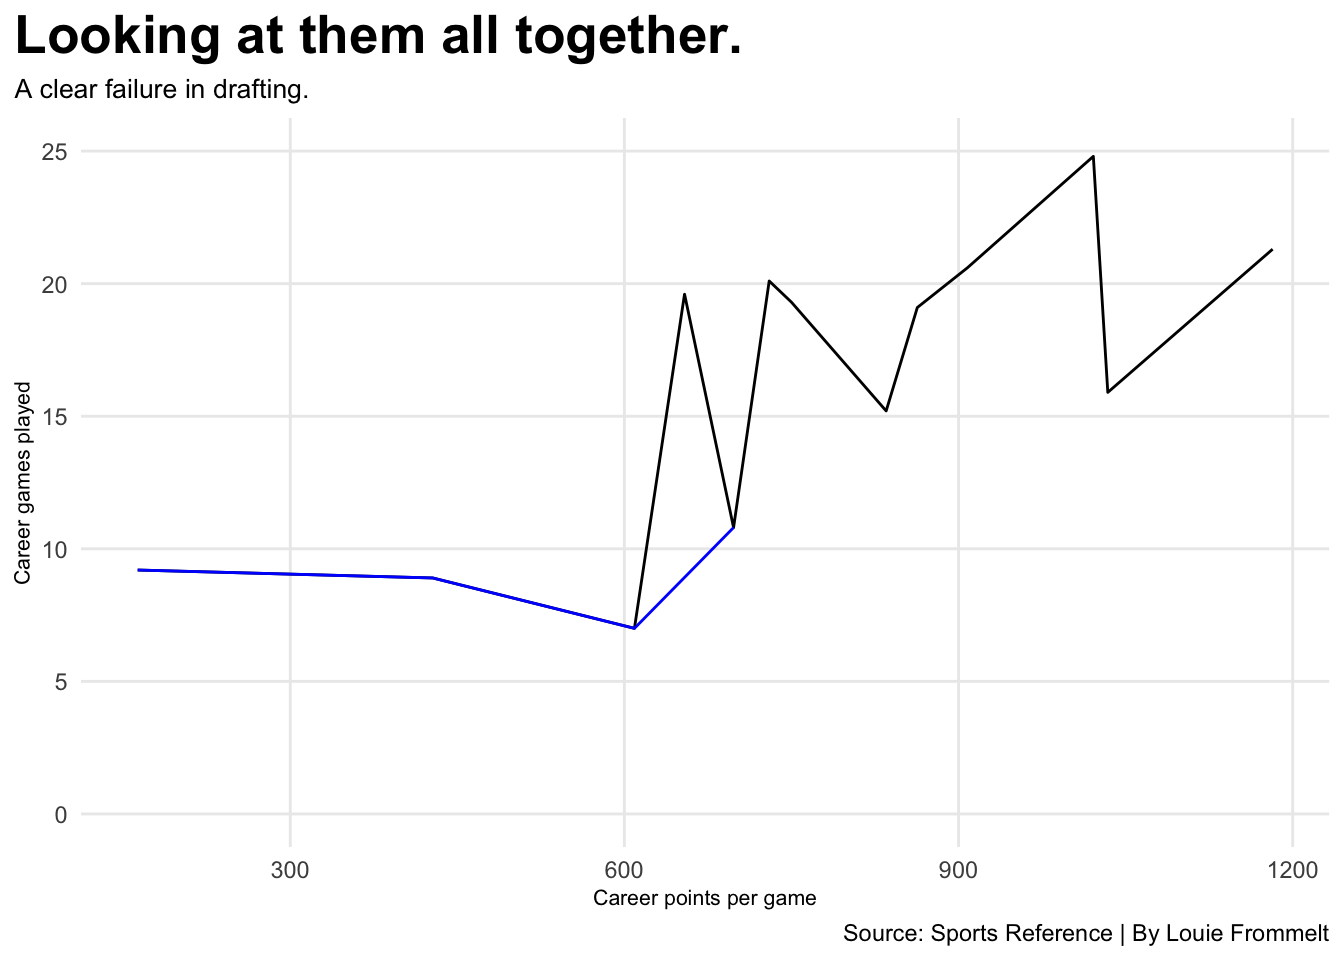 Looking at them all together.
A clear failure in drafting.
25
20
15
10
5
0
Career games played
300 600 900 1200
Career points per game
Source: Sports Reference | By Louie Frommelt